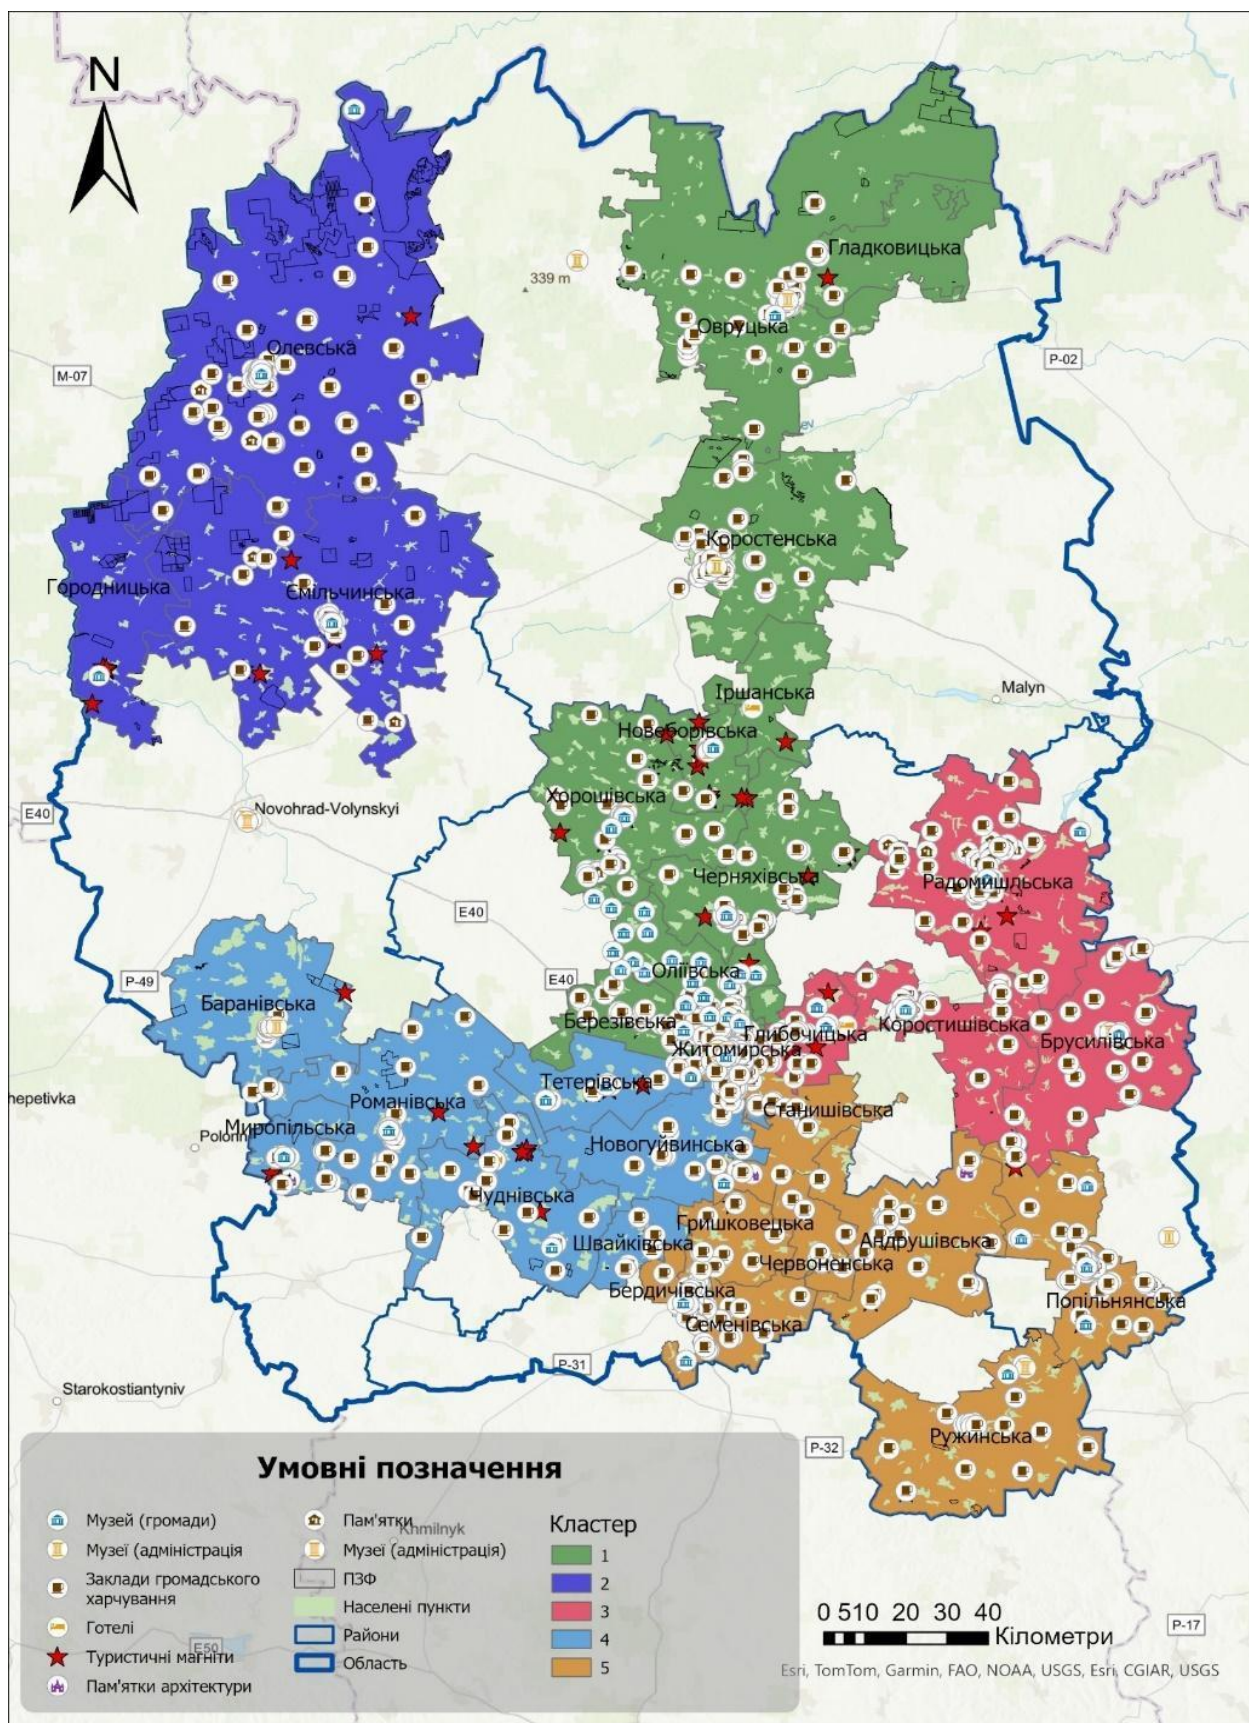 N
Гладковицька
339 m
Овруцька
P-02
Олевська
M-07
Коростенська
Городницька
Ємільчинська
Іршанська
Malyn
Новоборівська
Хорошівська
E40
Novohrad-Volynskyi
Черняхівська
Радомишльська
E40
P-49
E40
Оліївська
Баранівська
Березівська
Глибочицька
Коростишівська
Брусилівська
Житомирська
Тетерівська
hepetivka
Романівська
Станишівська
Миропільська
Polonn
Новогуйвинська
Чуднівська
Гришковецька
Швайківська
Андрушівська
Червоненська
Бердичівська
Попільнянська
Семенівська
P-31
Starokostiantyniv
Ружинська
P-32
Умовні позначення
Музей (громади)
Музеї (адміністрація
Заклади громадського
харчування
Готелі
Туристичні магніти
Пам'ятки архітектури
Пам'ятки
Khmilnyk
Музеї (адміністрація)
ПЗФ
Населені пункти
Райони
E50
Область
Кластер
1
2
3
4
5
0 510 20 30 40
Кілометри
P-17
Esri, TomTom, Garmin, FAO, NOAA, USGS, Esri, CGIAR, USGS